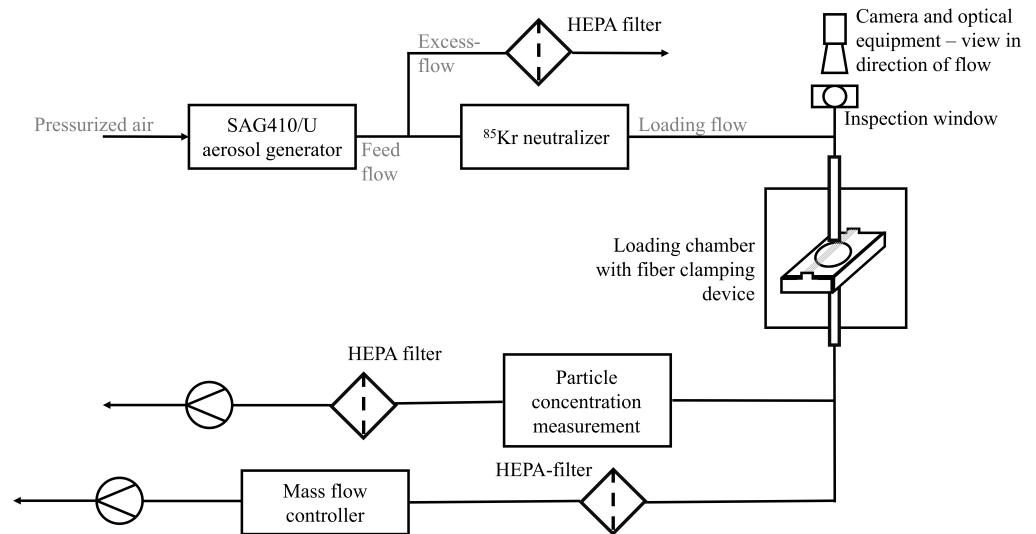 HEPA filter
Camera and optical
equipment – view in
direction of flow
Excess-
flow
Inspection window
Pressurized air
SAG410/U
aerosol generator
Feed
flow
⁸⁵Kr neutralizer
Loading flow
Loading chamber
with fiber clamping
device
HEPA filter
Particle
concentration
measurement
HEPA-filter
Mass flow
controller